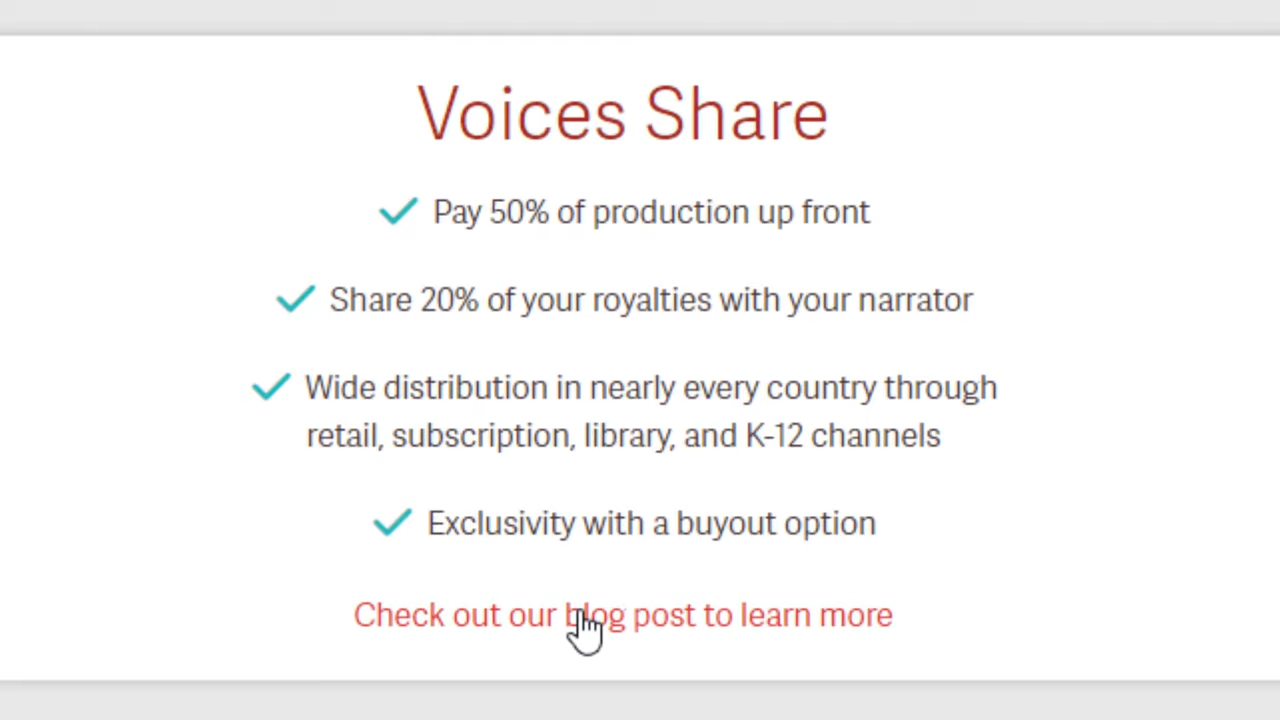 Voices Share
Pay 50% of production up front
Share 20% of your royalties with your narrator
Wide distribution in nearly every country through
retail, subscription, library, and K-12 channels
Exclusivity with a buyout option
Check out our blog post to learn more